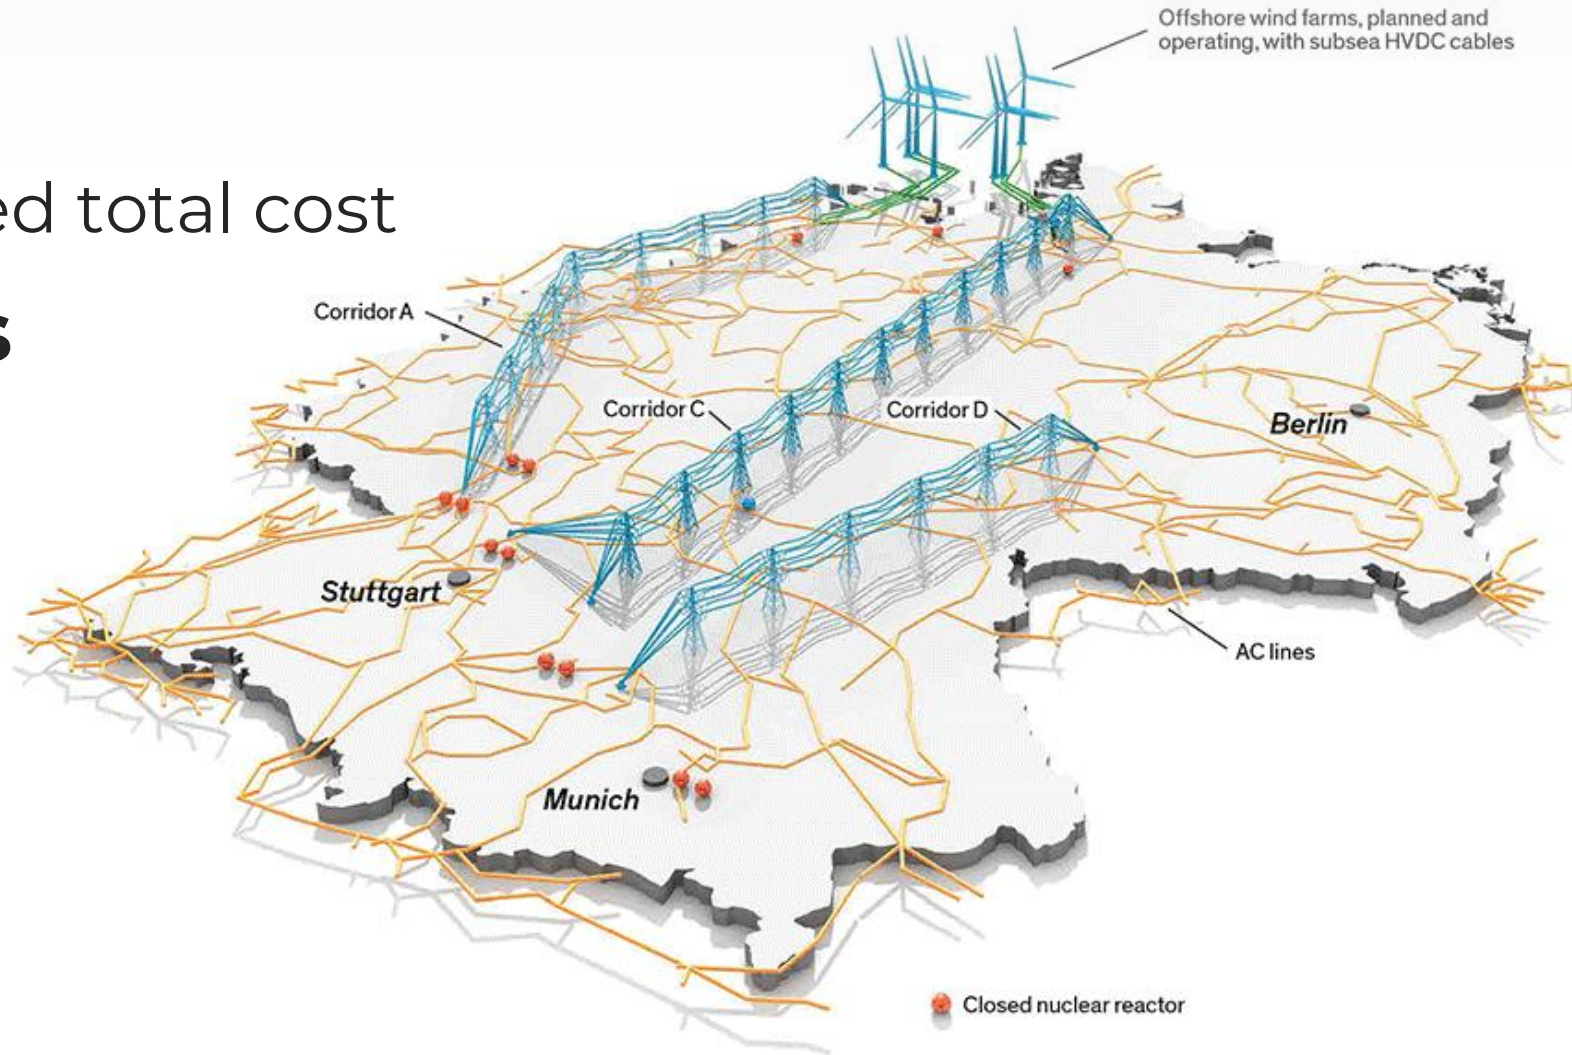 Offshore wind farms, planned and
operating, with subsea HVDC cables
ed total cost
s
Corridor A
Corridor C
Corridor D
Berlin
Stuttgart
AC lines
Munich
Closed nuclear reactor